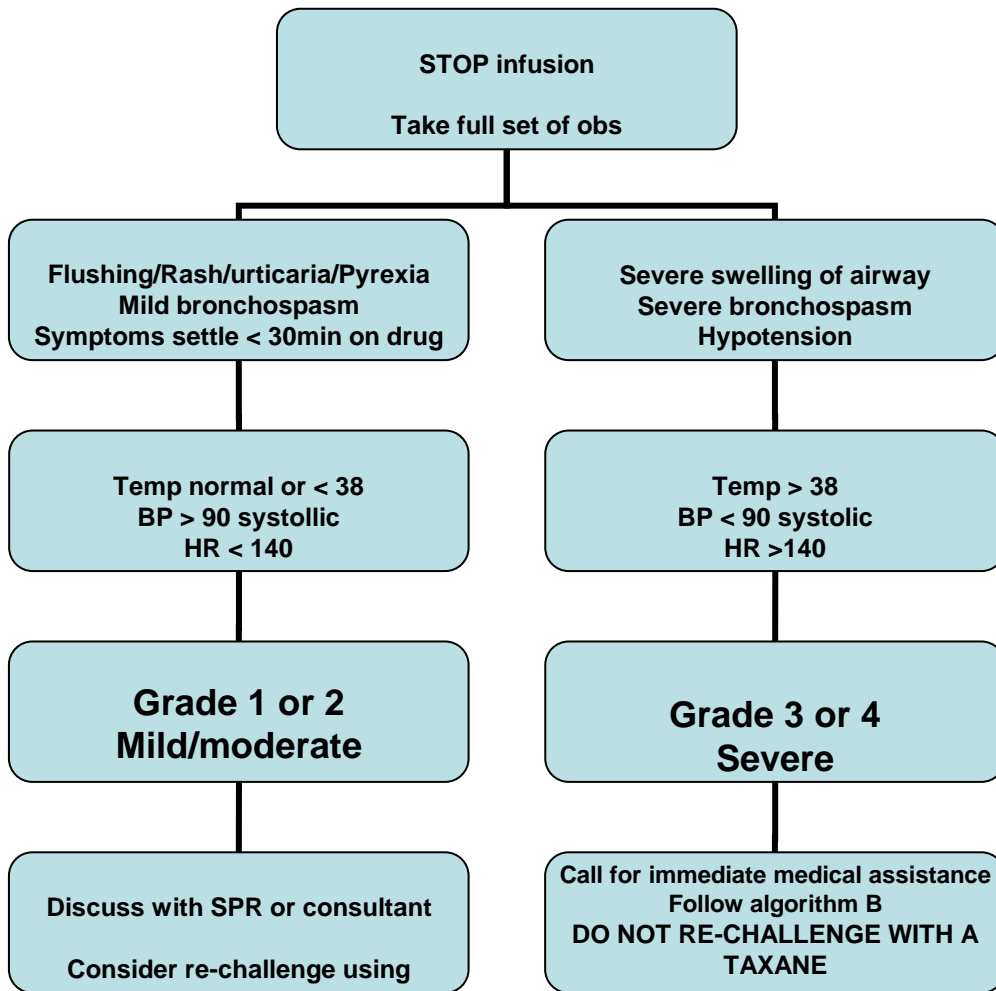 STOP infusion
Take full set of obs
Flushing/Rash/urticaria/Pyrexia
Mild bronchospasm
Symptoms settle < 30min on drug
Severe swelling of airway
Severe bronchospasm
Hypotension
Temp normal or < 38
BP > 90 systollic
HR < 140
Temp > 38
BP < 90 systolic
HR >140
Grade 1 or 2
Mild/moderate
Grade 3 or 4
Severe
Discuss with SPR or consultant
Consider re-challenge using
Call for immediate medical assistance
Follow algorithm B
DO NOT RE-CHALLENGE WITH A
TAXANE